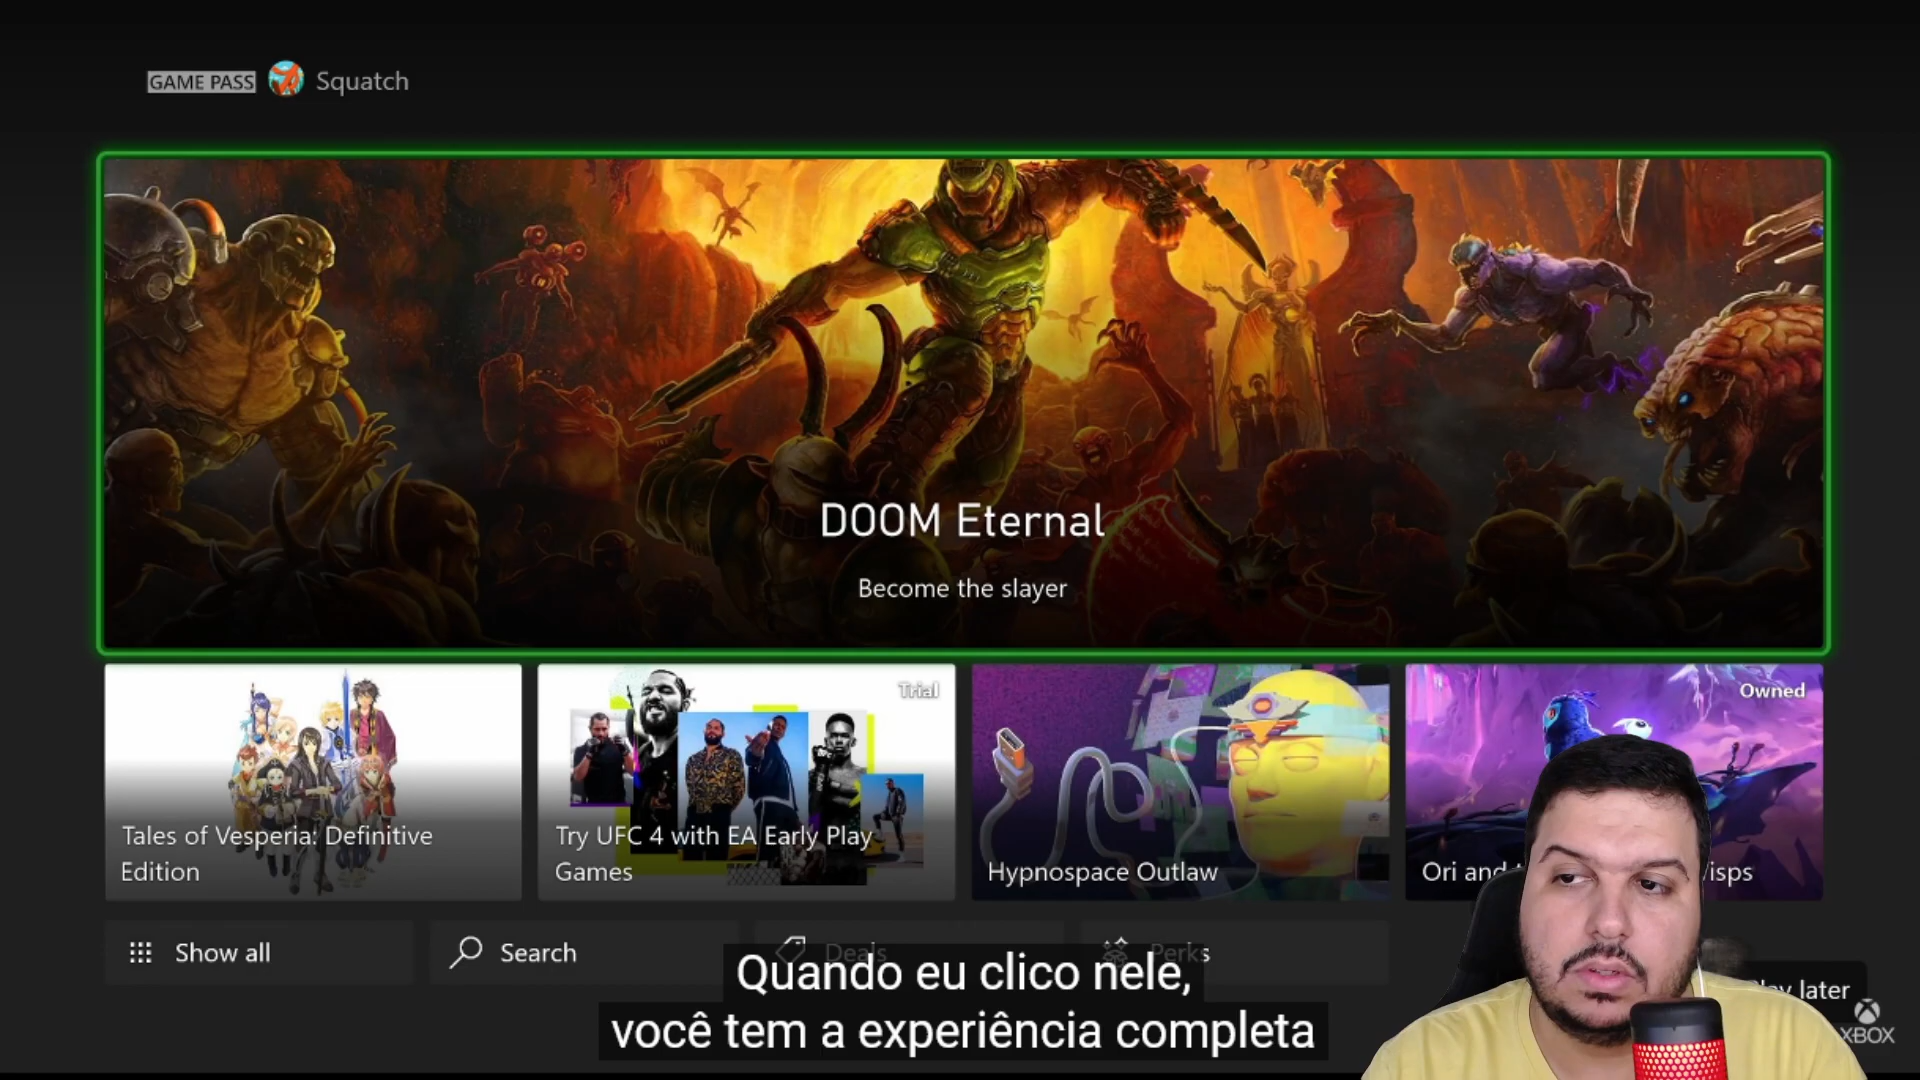 GAME PASS Squatch
DOOM Eternal
Become the slayer
Trial
Owned
Tales of Vesperia: Definitive
Edition
Try UFC 4 with EA Early Play
Games
Hypnospace Outlaw
Ori and
Show all
Search
Deals
Perks
later
Quando eu clico nele,
você tem a experiência completa
XBOX